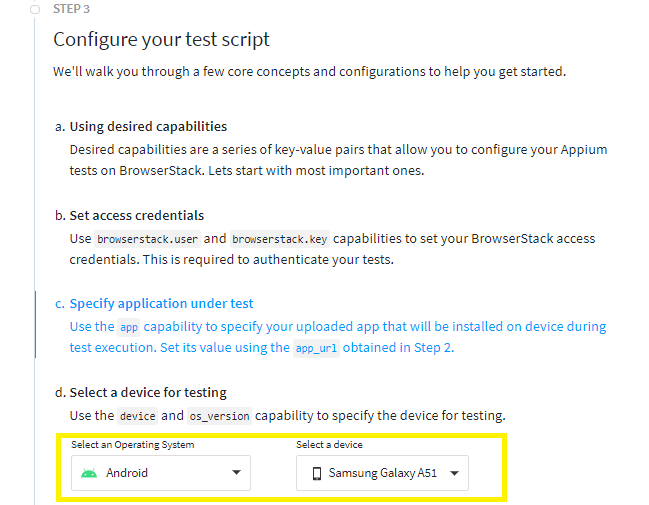 STEP 3
Configure your test script
We'll walk you through a few core concepts and configurations to help you get started.
a. Using desired capabilities
Desired capabilities are a series of key-value pairs that allow you to configure your Appium
tests on BrowserStack. Lets start with most important ones.
b. Set access credentials
Use browserstack.user and browserstack.key capabilities to set your BrowserStack access
credentials. This is required to authenticate your tests.
c. Specify application under test
Use the app capability to specify your uploaded app that will be installed on device during
test execution. Set its value using the app_url obtained in Step 2.
d. Select a device for testing
Use the device and os_version capability to specify the device for testing.
Select an Operating System Select a device
Android Samsung Galaxy A51